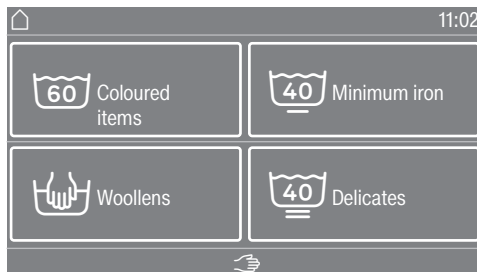 11:02
60 Coloured
items
40 Minimum iron
Woollens
40 Delicates